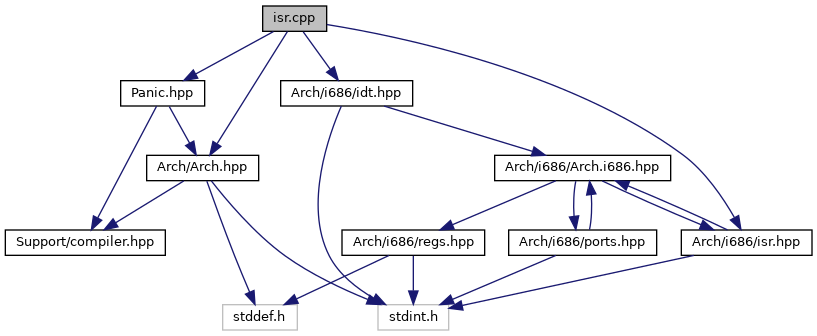 isr.cpp
Panic.hpp
Arch/i686/idt.hpp
Arch/Arch.hpp
Arch/i686/Arch.i686.hpp
Support/compiler.hpp
Arch/i686/regs.hpp
Arch/i686/ports.hpp
Arch/i686/isr.hpp
stddef.h
stdint.h